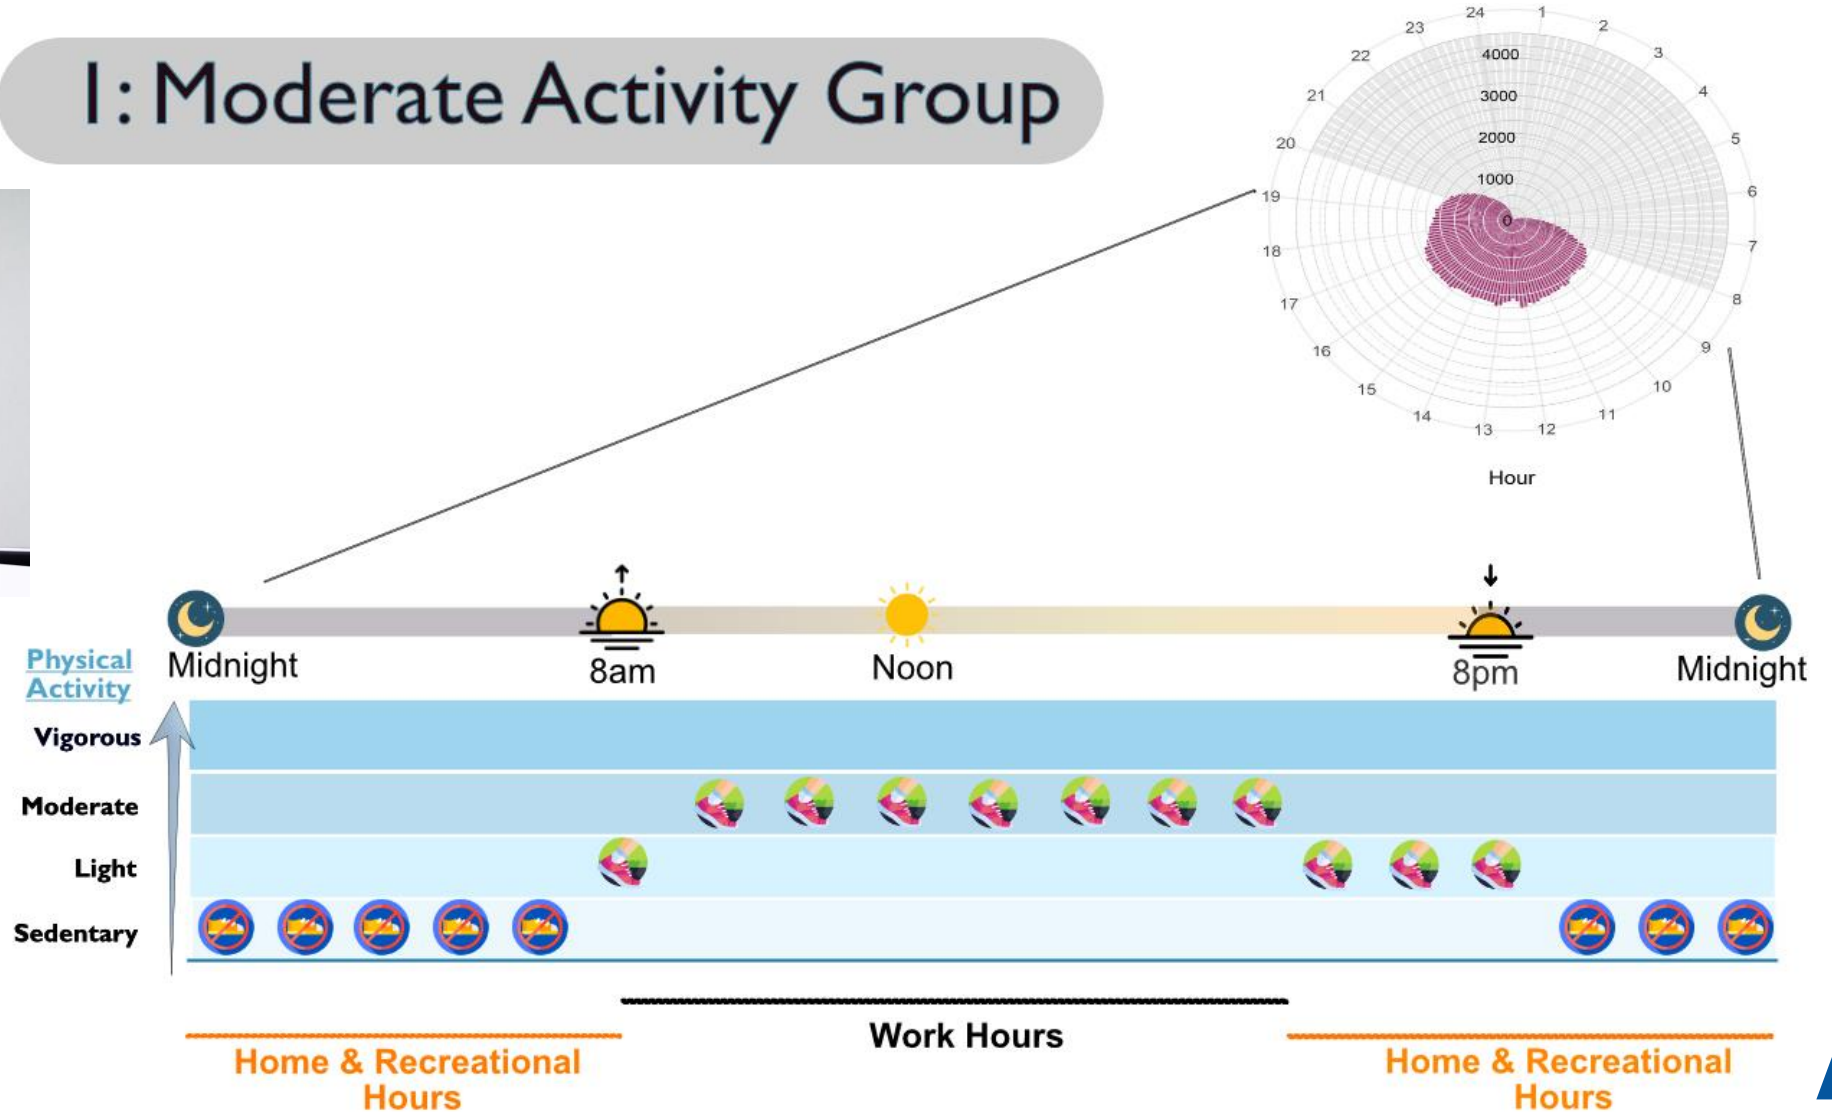 1: Moderate Activity Group
24
1
2
3
4
5
6
7
8
9
10
11
12
13
14
15
16
17
18
19
20
21
22
23
4000
3000
2000
1000
0
Hour
Midnight
8am
Noon
8pm
Midnight
Physical
Activity
Vigorous
Moderate
Light
Sedentary
Work Hours
Home & Recreational
Hours
Home & Recreational
Hours